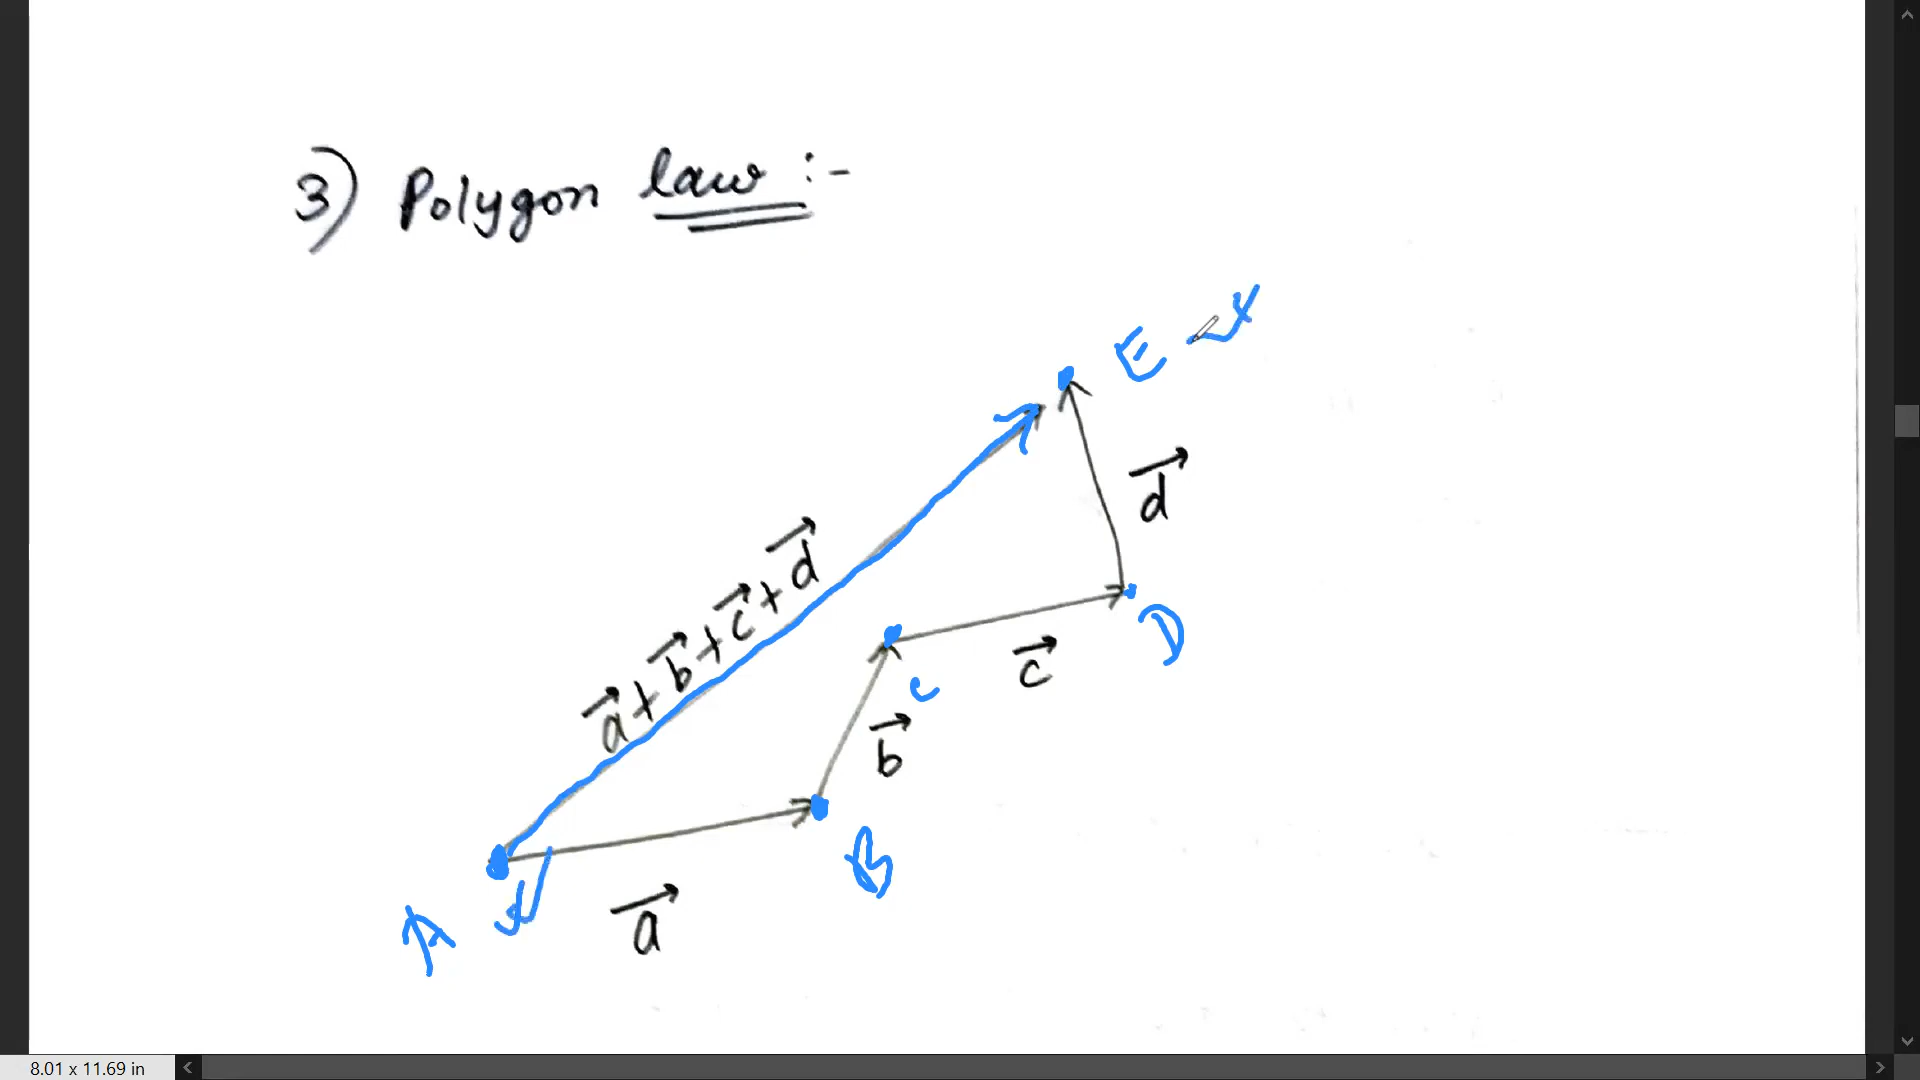 3) Polygon law :-
E
d
a + b + c + d
D
c
c
b
B
a
A
8.01 x 11.69 in